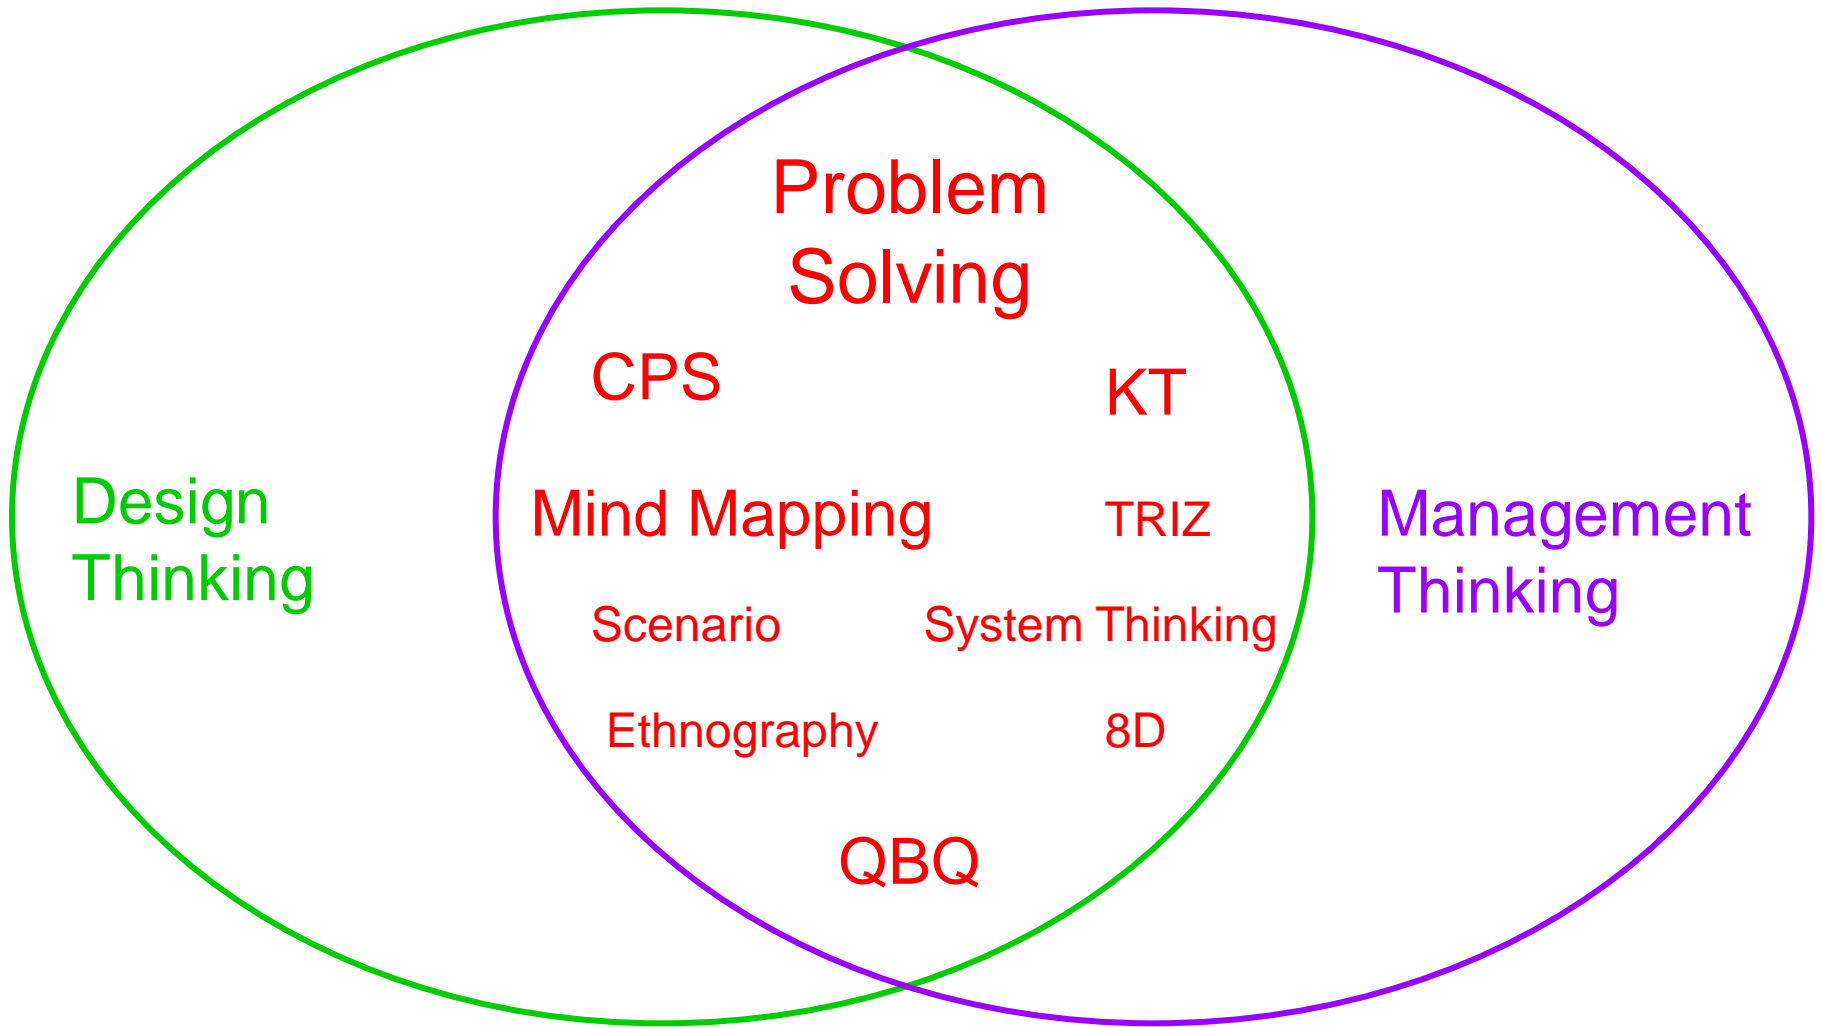 Problem
Solving
CPS
KT
Design
Thinking
Mind Mapping
TRIZ
Management
Thinking
Scenario
System Thinking
Ethnography
8D
QBQ